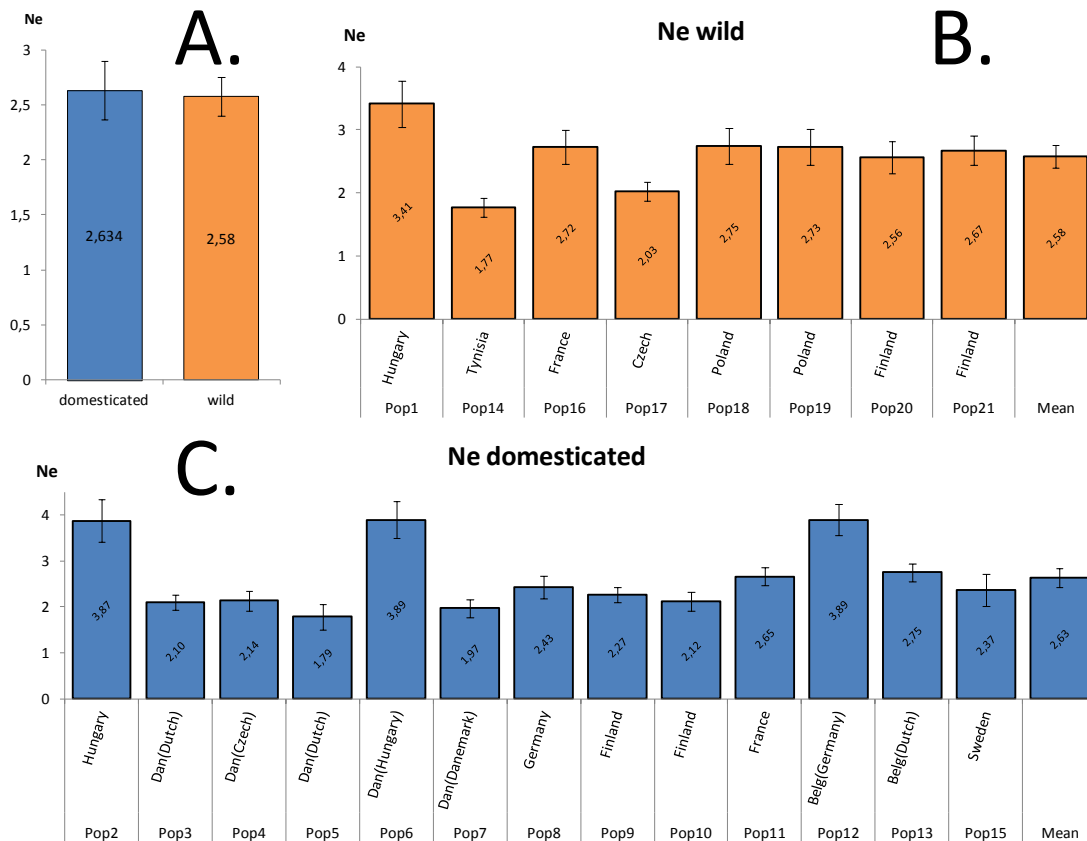 Ne
A.
3
2,5
2
1,5
1
0,5
0
2,634
2,58
domesticated wild
Ne wild
B.
Ne
4
3
2
1
0
3,41
1,77
2,72
2,03
2,75
2,73
2,56
2,67
2,58
Hungary
Tynisia
France
Czech
Poland
Poland
Finland
Finland
Pop1 Pop14 Pop16 Pop17 Pop18 Pop19 Pop20 Pop21 Mean
Ne domesticated
C.
Ne
4
3
2
1
0
3,87
2,10
2,14
1,79
3,89
1,97
2,43
2,27
2,12
2,65
3,89
2,75
2,37
2,63
Hungary
Dan(Dutch)
Dan(Czech)
Dan(Dutch)
Dan(Hungary)
Dan(Danemark)
Germany
Finland
Finland
France
Belg(Germany)
Belg(Dutch)
Sweden
Pop2 Pop3 Pop4 Pop5 Pop6 Pop7 Pop8 Pop9 Pop10 Pop11 Pop12 Pop13 Pop15 Mean